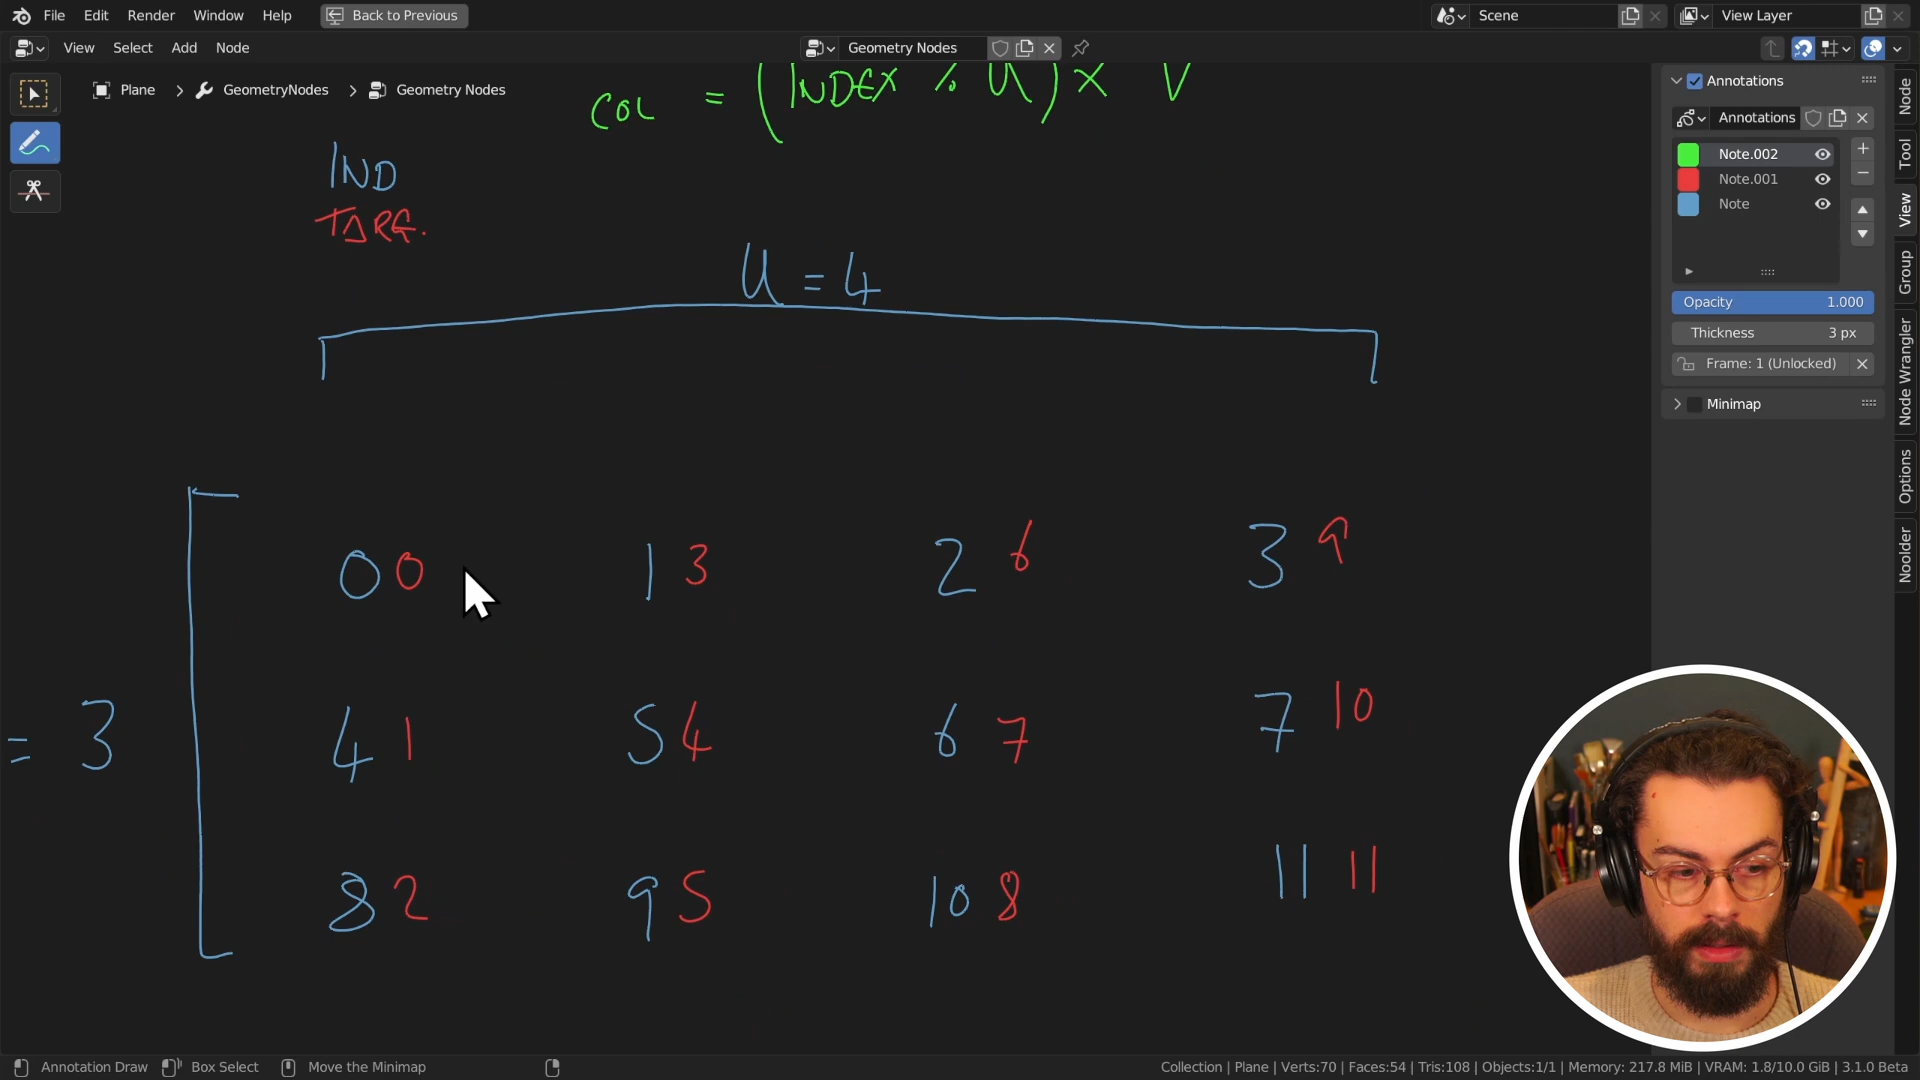 File Edit Render Window Help Back to Previous Scene View Layer
View Select Add Node Geometry Nodes
Plane > GeometryNodes > Geometry Nodes
COL = (INDEX % U) X V
IND
TARG.
U = 4
0 0 1 3 2 6 3 9
= 3
4 1 5 4 6 7 7 10
8 2 9 5 10 8 11 11
Annotations
Annotations
Note.002
Note.001
Note
Opacity 1.000
Thickness 3 px
Frame: 1 (Unlocked)
Minimap
Node
Tool
View
Group
Node Wrangler
Options
Noolder
Annotation Draw Box Select Move the Minimap
Collection | Plane | Verts:70 | Faces:54 | Tris:108 | Objects:1/1 | Memory: 217.8 MiB | VRAM: 1.8/10.0 GiB | 3.1.0 Beta